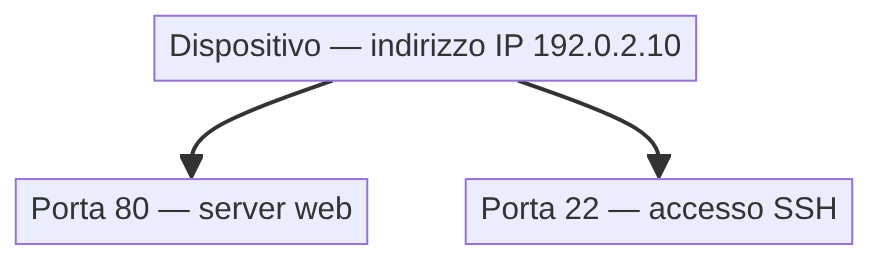 Dispositivo — indirizzo IP 192.0.2.10
Porta 80 — server web
Porta 22 — accesso SSH